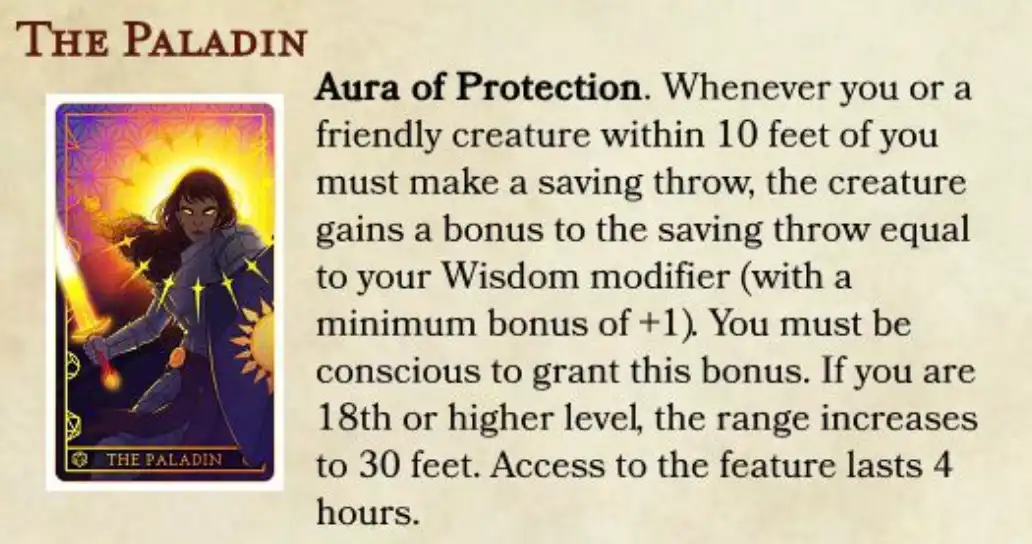 THE PALADIN
Aura of Protection. Whenever you or a
friendly creature within 10 feet of you
must make a saving throw, the creature
gains a bonus to the saving throw equal
to your Wisdom modifier (with a
minimum bonus of +1). You must be
conscious to grant this bonus. If you are
18th or higher level, the range increases
to 30 feet. Access to the feature lasts 4
hours.
THE PALADIN